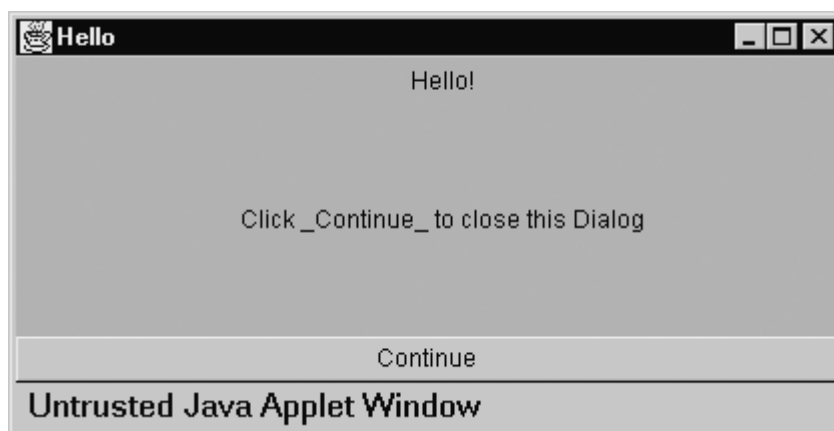 Hello
Hello!
Click _Continue_ to close this Dialog
Continue
Untrusted Java Applet Window